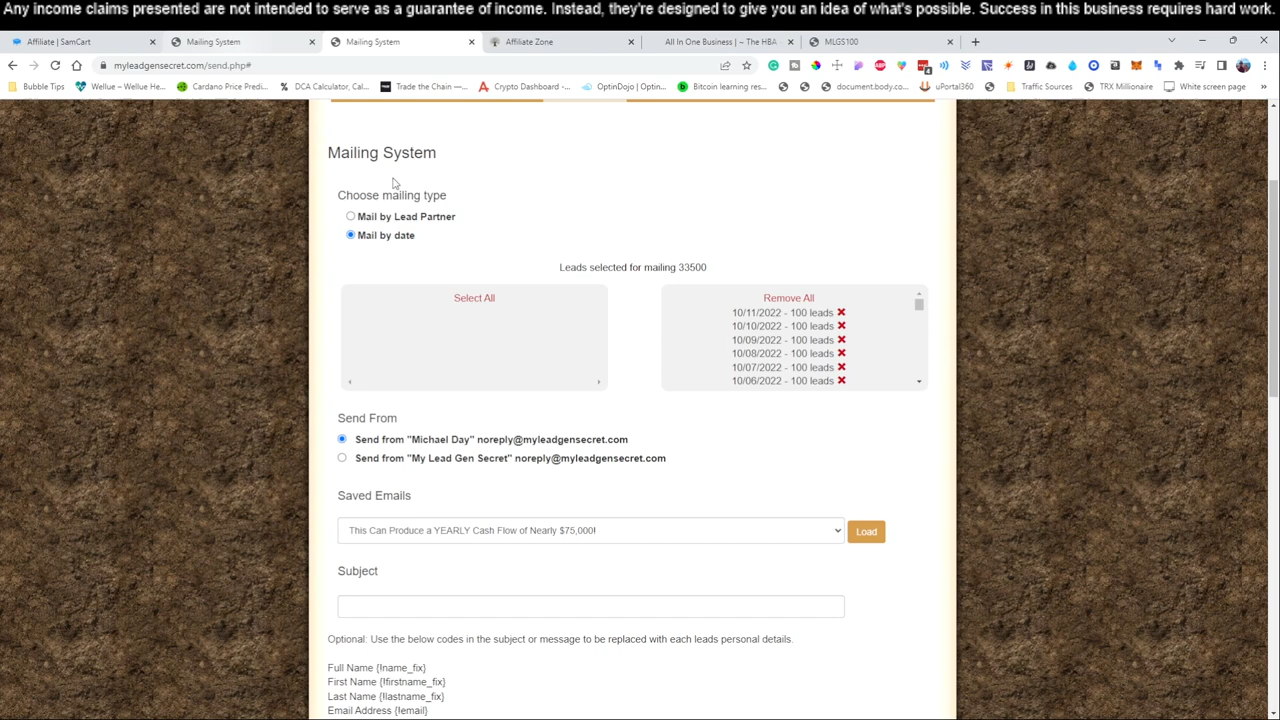 Any income claims presented are not intended to serve as a guarantee of income. Instead, they're designed to give you an idea of what's possible. Success in this business requires hard work.
Affiliate | SamCart
Mailing System
Mailing System
Affiliate Zone
All In One Business | ~ The HBA
MLGS100
myleadgensecret.com/send.php#
4
Bubble Tips
Wellue – Wellue He...
Cardano Price Predi...
DCA Calculator, Cal...
Trade the Chain —...
Crypto Dashboard -...
OptinDojo | Optin...
Bitcoin learning res...
document.body.co...
uPortal360
Traffic Sources
TRX Millionaire
White screen page
Mailing System
Choose mailing type
Mail by Lead Partner
Mail by date
Leads selected for mailing 33500
Select All
Remove All
10/11/2022 - 100 leads
10/10/2022 - 100 leads
10/09/2022 - 100 leads
10/08/2022 - 100 leads
10/07/2022 - 100 leads
10/06/2022 - 100 leads
Send From
Send from "Michael Day" noreply@myleadgensecret.com
Send from "My Lead Gen Secret" noreply@myleadgensecret.com
Saved Emails
This Can Produce a YEARLY Cash Flow of Nearly $75,000!
Load
Subject
Optional: Use the below codes in the subject or message to be replaced with each leads personal details.
Full Name {!name_fix}
First Name {!firstname_fix}
Last Name {!lastname_fix}
Email Address {!email}